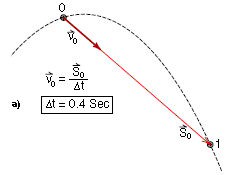 0
V⃗₀
V⃗₀ = S⃗₀ / Δt
a) Δt = 0.4 Sec
S⃗₀
1